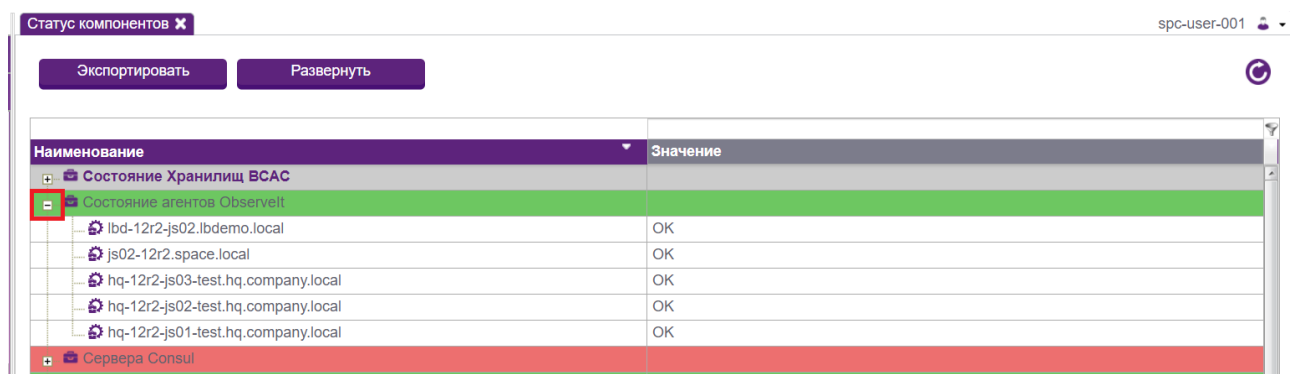 Статус компонентов
spc-user-001
Экспортировать Развернуть
Наименование Значение
Состояние Хранилищ ВСАС
Состояние агентов ObserveIt
lbd-12r2-js02.lbdemo.local OK
js02-12r2.space.local OK
hq-12r2-js03-test.hq.company.local OK
hq-12r2-js02-test.hq.company.local OK
hq-12r2-js01-test.hq.company.local OK
Сервера Consul